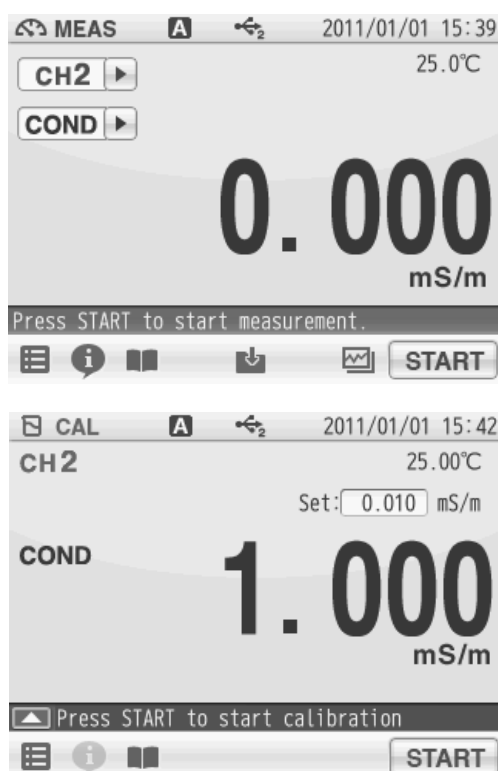 MEAS A 2 2011/01/01 15:39
25.0℃
CH2
COND
0.000
mS/m
Press START to start measurement.
i START
CAL A 2 2011/01/01 15:42
CH2 25.00℃
Set: 0.010 mS/m
COND
1.000
mS/m
Press START to start calibration
i START